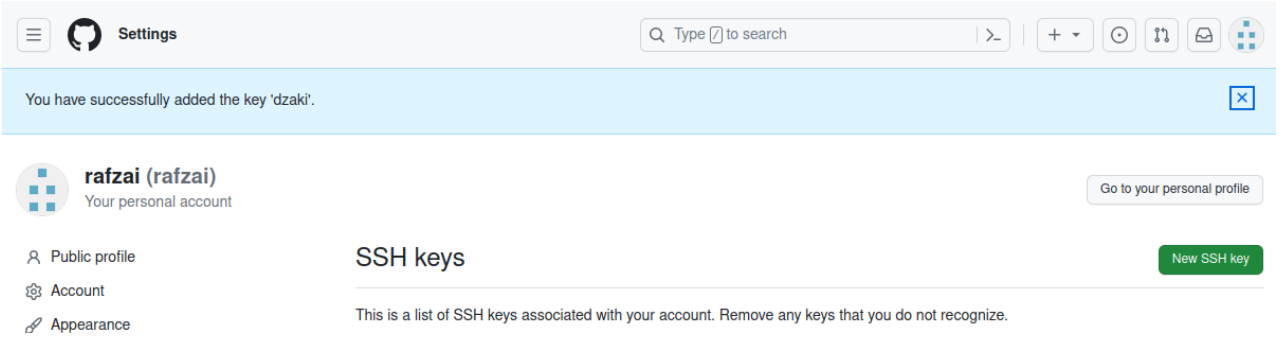 Settings
Type / to search
You have successfully added the key 'dzaki'.
rafzai (rafzai)
Your personal account
Go to your personal profile
Public profile
Account
Appearance
SSH keys
New SSH key
This is a list of SSH keys associated with your account. Remove any keys that you do not recognize.